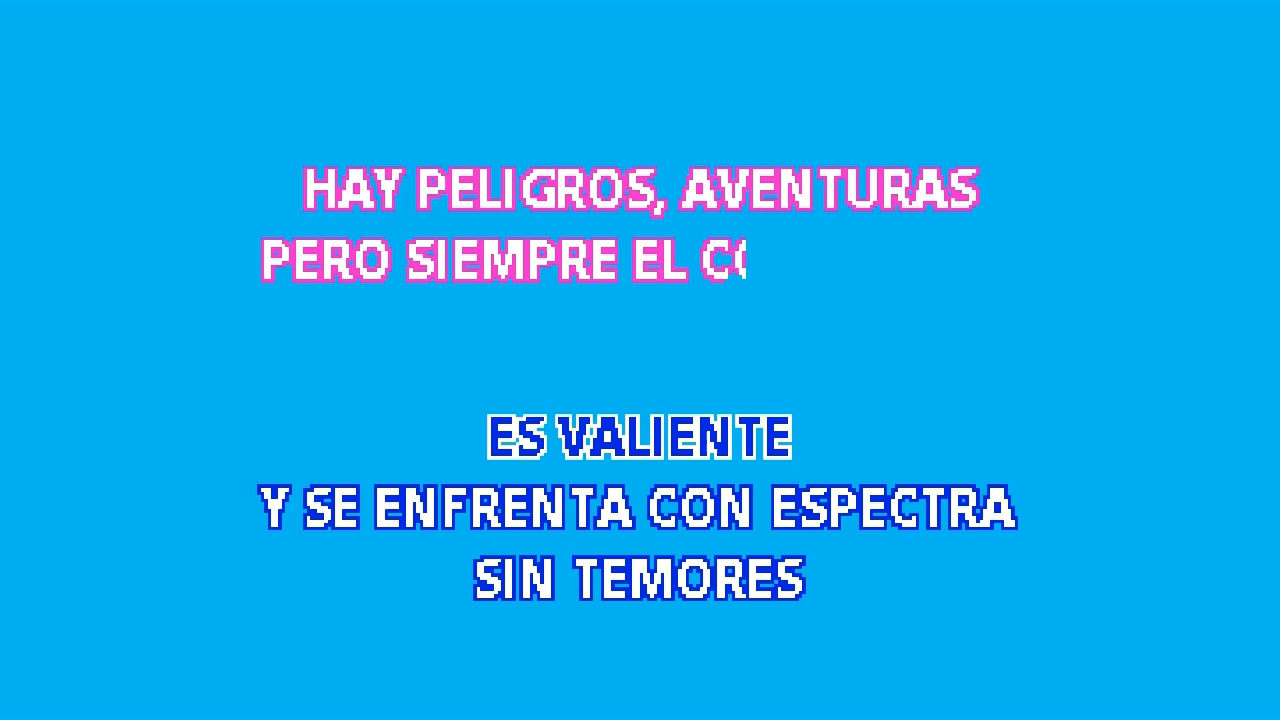 HAY PELIGROS, AVENTURAS
PERO SIEMPRE EL
ES VALIENTE
Y SE ENFRENTA CON ESPECTRA
SIN TEMORES